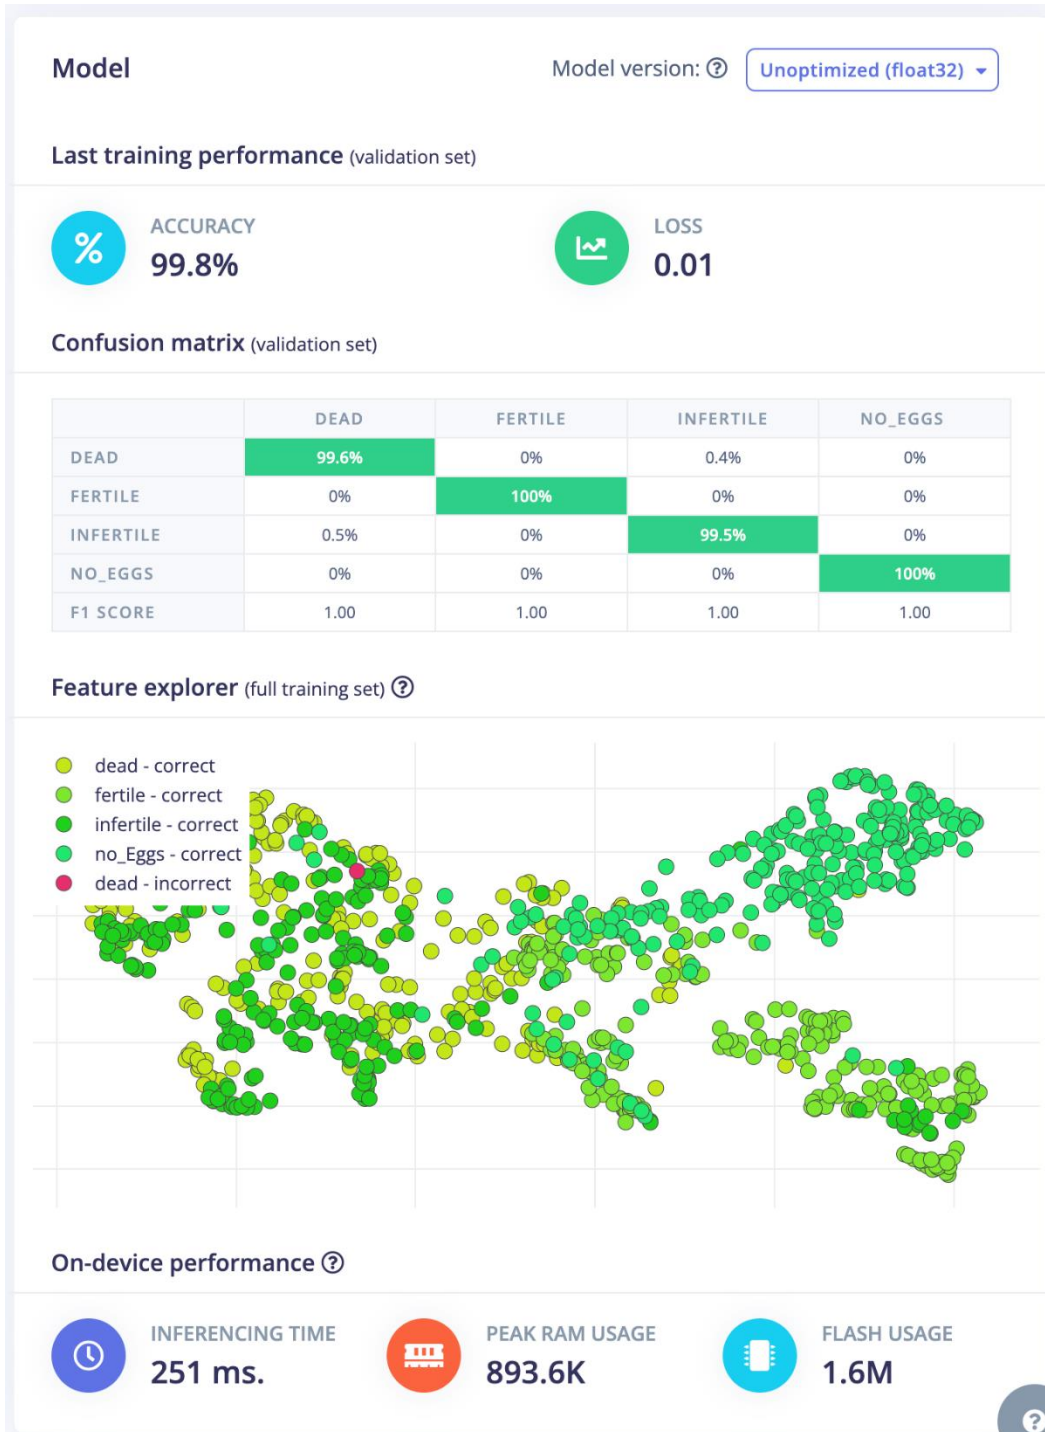 Model
Model version: ? Unoptimized (float32)
Last training performance (validation set)
% ACCURACY
99.8%
LOSS
0.01
Confusion matrix (validation set)
DEAD FERTILE INFERTILE NO_EGGS
DEAD 99.6% 0% 0.4% 0%
FERTILE 0% 100% 0% 0%
INFERTILE 0.5% 0% 99.5% 0%
NO_EGGS 0% 0% 0% 100%
F1 SCORE 1.00 1.00 1.00 1.00
Feature explorer (full training set) ?
dead - correct
fertile - correct
infertile - correct
no_Eggs - correct
dead - incorrect
On-device performance ?
INFERENCING TIME
251 ms.
PEAK RAM USAGE
893.6K
FLASH USAGE
1.6M
?